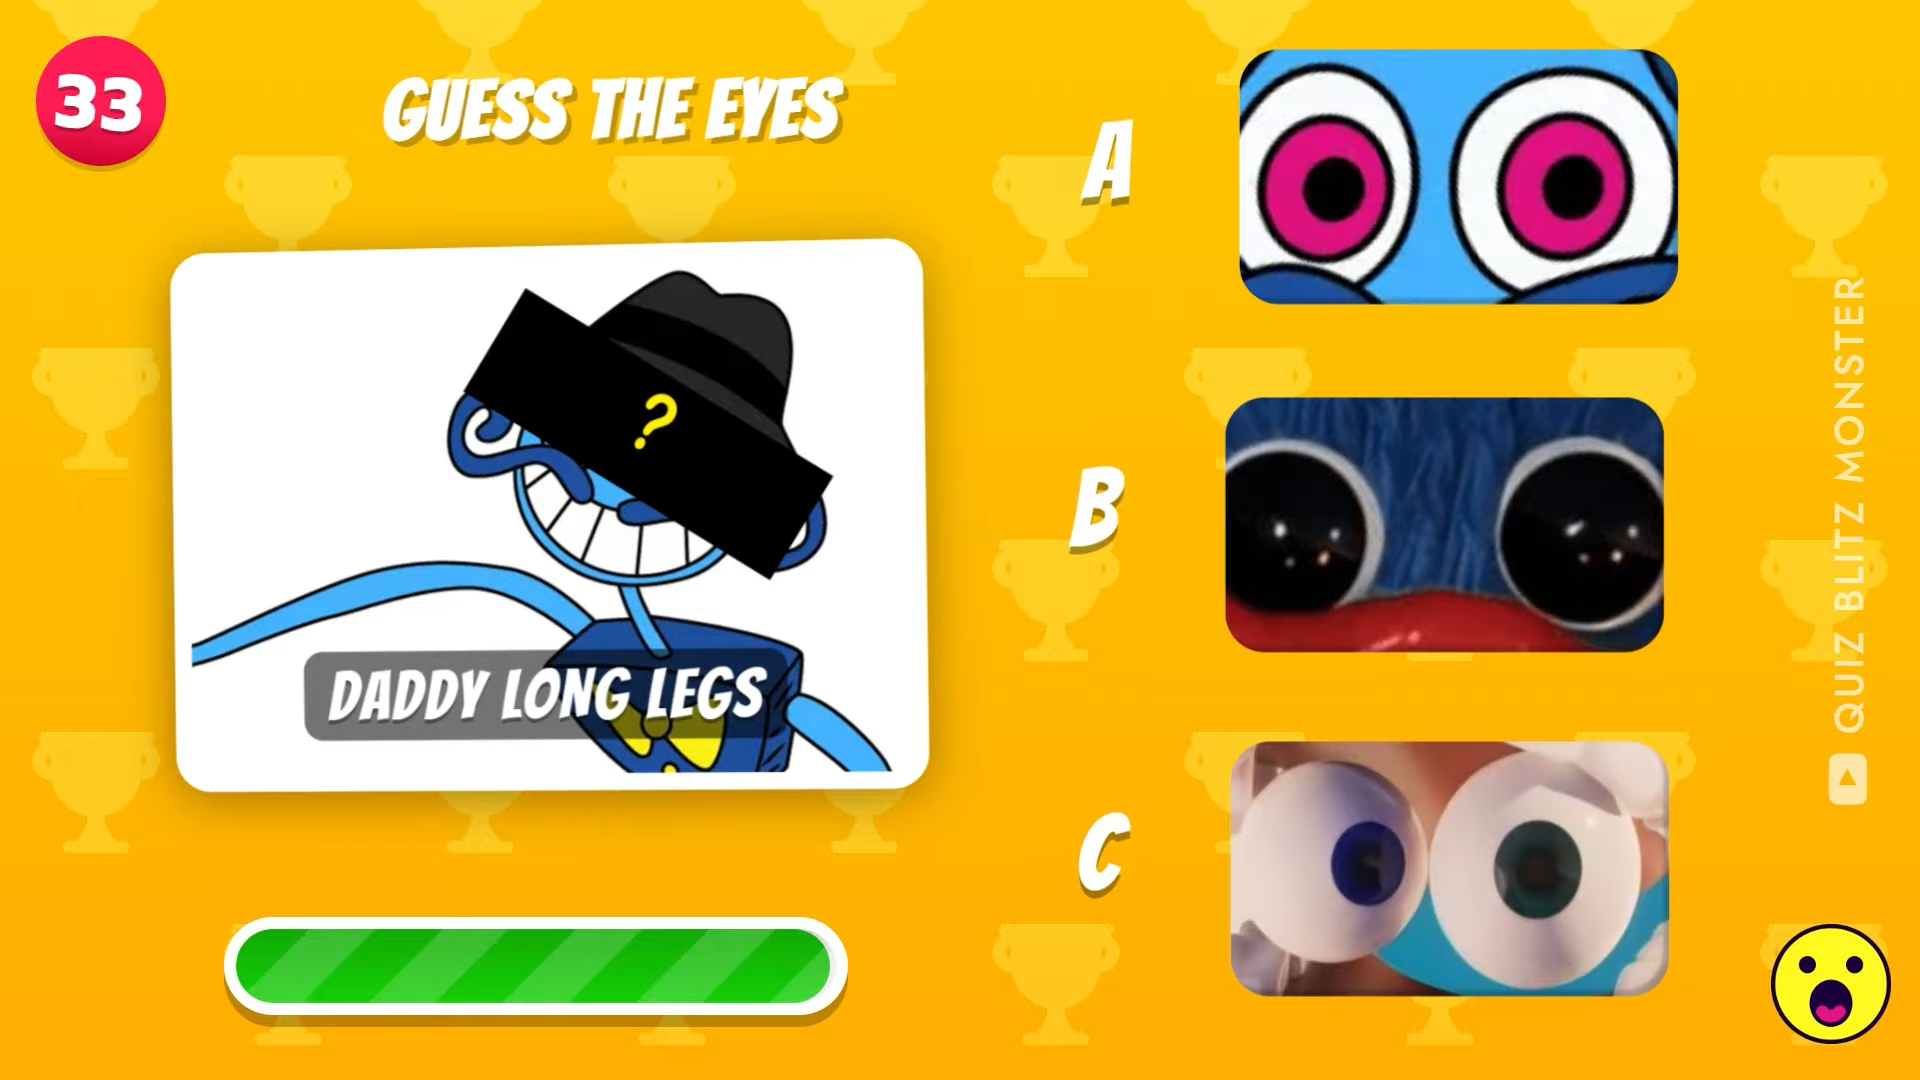 33
GUESS THE EYES
A
?
B
DADDY LONG LEGS
C
QUIZ BLITZ MONSTER